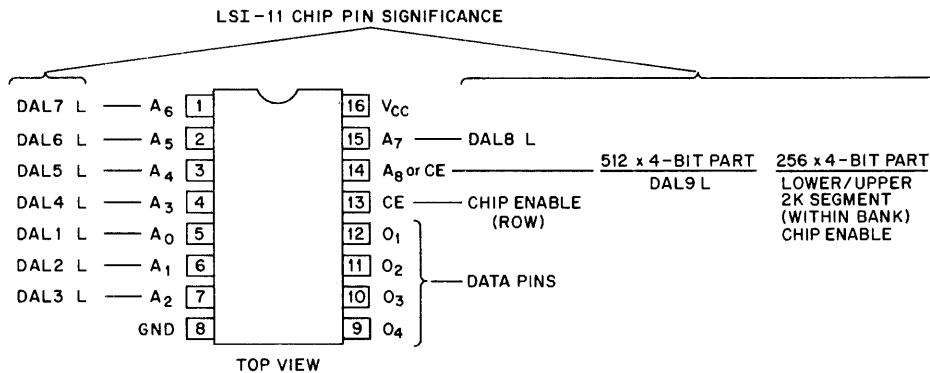 LSI-11 CHIP PIN SIGNIFICANCE
DAL7 L A6 1 16 VCC
DAL6 L A5 2 15 A7 DAL8 L
DAL5 L A4 3 14 A8 or CE 512 x 4-BIT PART 256 x 4-BIT PART
DAL9 L LOWER/UPPER
2K SEGMENT
(WITHIN BANK)
CHIP ENABLE
DAL4 L A3 4 13 CE CHIP ENABLE
(ROW)
DAL1 L A0 5 12 O1
DAL2 L A1 6 11 O2
DATA PINS
DAL3 L A2 7 10 O3
GND 8 9 O4
TOP VIEW